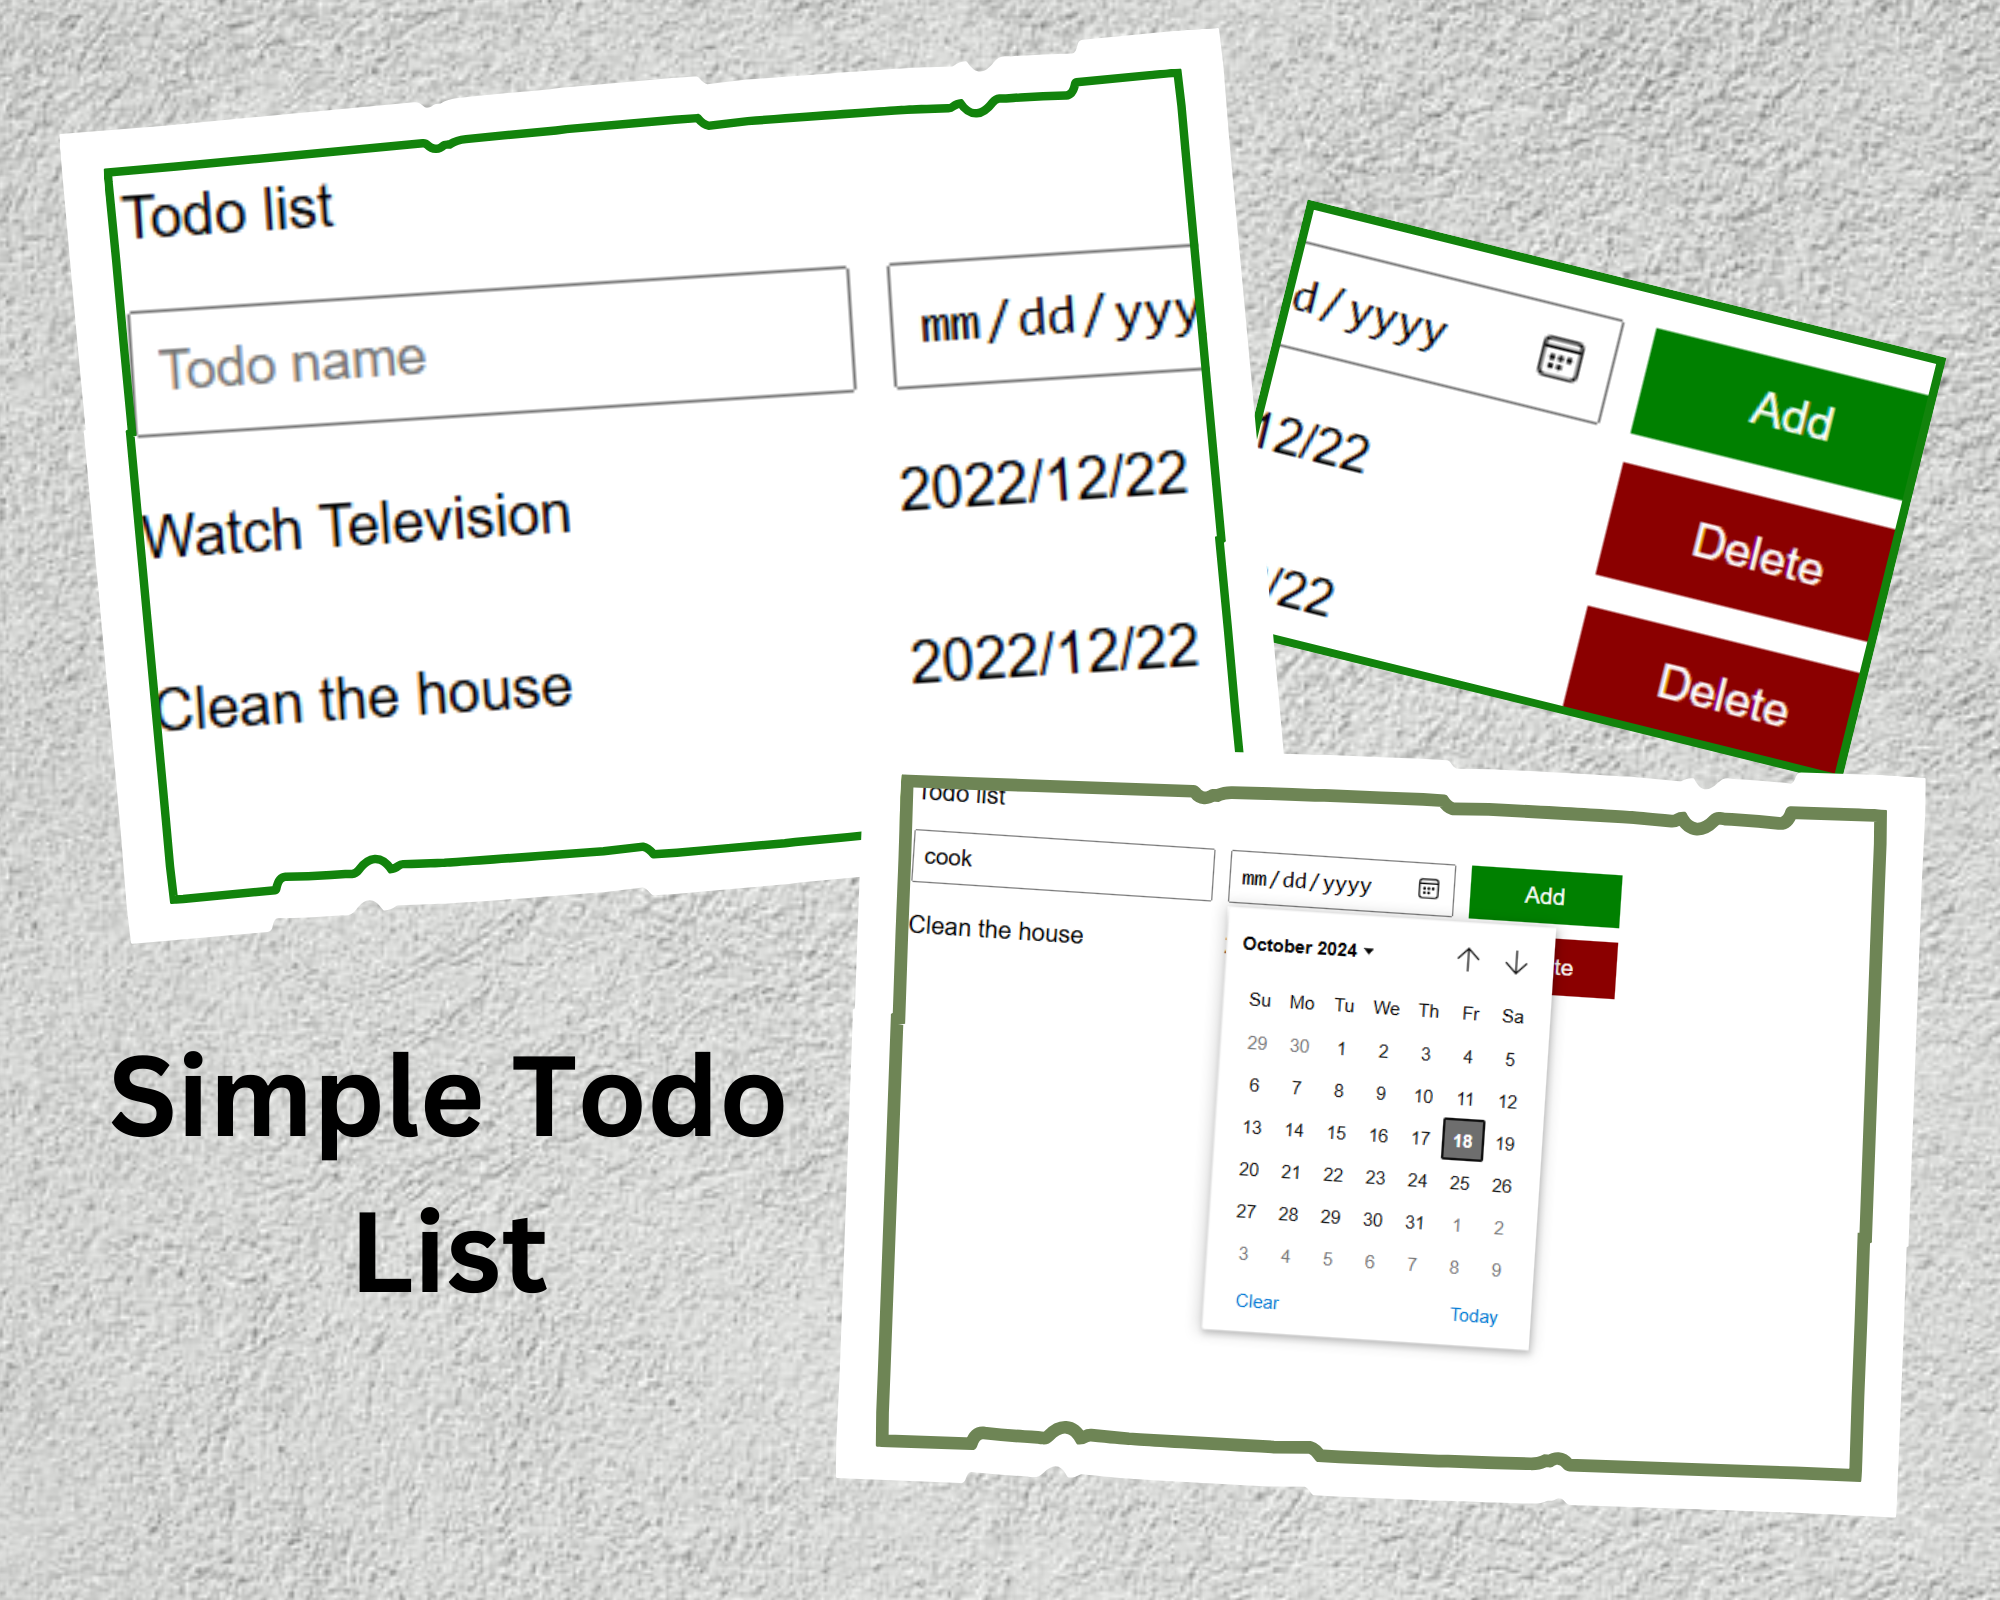 Todo list
Todo name
mm/dd/yyy
Watch Television
2022/12/22
Clean the house
2022/12/22
d/yyyy
Add
12/22
Delete
/22
Delete
Todo list
cook
mm/dd/yyyy
Add
Clean the house
te
October 2024
Su Mo Tu We Th Fr Sa
29 30 1 2 3 4 5
6 7 8 9 10 11 12
13 14 15 16 17 18 19
20 21 22 23 24 25 26
27 28 29 30 31 1 2
3 4 5 6 7 8 9
Clear Today
Simple Todo
List